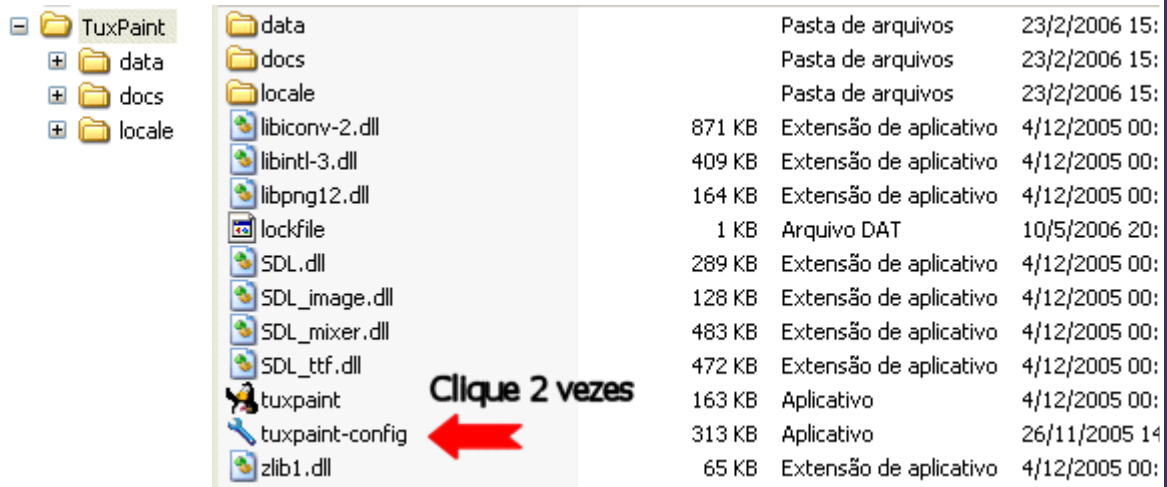 TuxPaint
data
docs
locale
data Pasta de arquivos 23/2/2006 15:
docs Pasta de arquivos 23/2/2006 15:
locale Pasta de arquivos 23/2/2006 15:
libiconv-2.dll 871 KB Extensão de aplicativo 4/12/2005 00:
libintl-3.dll 409 KB Extensão de aplicativo 4/12/2005 00:
libpng12.dll 164 KB Extensão de aplicativo 4/12/2005 00:
lockfile 1 KB Arquivo DAT 10/5/2006 20:
SDL.dll 289 KB Extensão de aplicativo 4/12/2005 00:
SDL_image.dll 128 KB Extensão de aplicativo 4/12/2005 00:
SDL_mixer.dll 483 KB Extensão de aplicativo 4/12/2005 00:
SDL_ttf.dll 472 KB Extensão de aplicativo 4/12/2005 00:
Clique 2 vezes
tuxpaint 163 KB Aplicativo 4/12/2005 00:
tuxpaint-config 313 KB Aplicativo 26/11/2005 14
zlib1.dll 65 KB Extensão de aplicativo 4/12/2005 00: